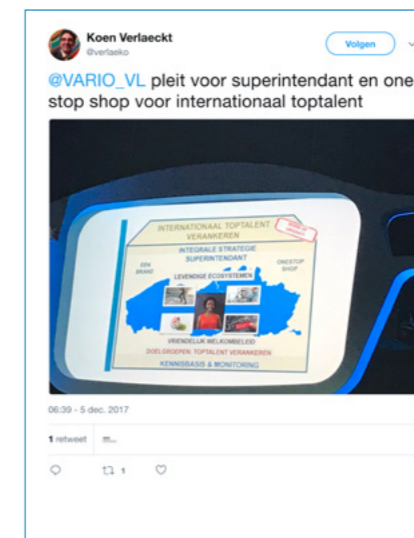 Koen Verlaeckt
@verlaeko
Volgen
@VARIO_VL pleit voor superintendant en one
stop shop voor internationaal toptalent
INTERNATIONAAL TOPTALENT
VERANKEREN
INTEGRALE STRATEGIE
SUPERINTENDANT
EEN
BRAND
ONESTOP
SHOP
LEVENDIGE ECOSYSTEMEN
VRIENDELIJK WELKOMBELEID
DOELGROEPEN: TOPTALENT VERANKEREN
KENNISBASIS & MONITORING
06:39 - 5 dec. 2017
1 retweet
1